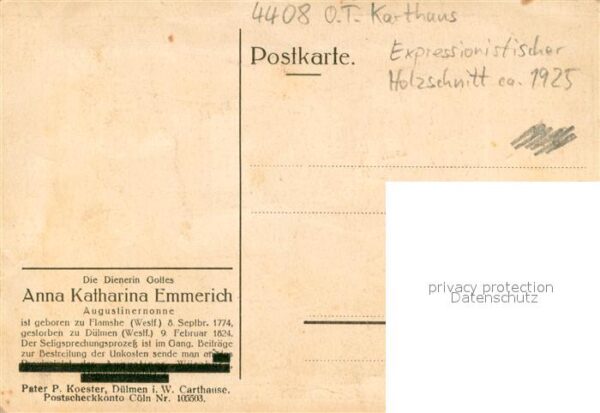 4408 O.T. Karthaus
Postkarte.
Expressionistischer
Holzschnitt ca. 1925
privacy protection
Datenschutz
Die Dienerin Gottes
Anna Katharina Emmerich
Augustinernonne
ist geboren zu Flamshe (Westf.) 8. Septbr. 1774,
gestorben zu Dülmen (Westf.) 9. Februar 1824.
Der Seligsprechungsprozeß ist im Gang. Beiträge
zur Bestreitung der Unkosten sende man an
Pater P. Koester, Dülmen i. W. Carthause.
Postscheckkonto Cöln Nr. 105503.